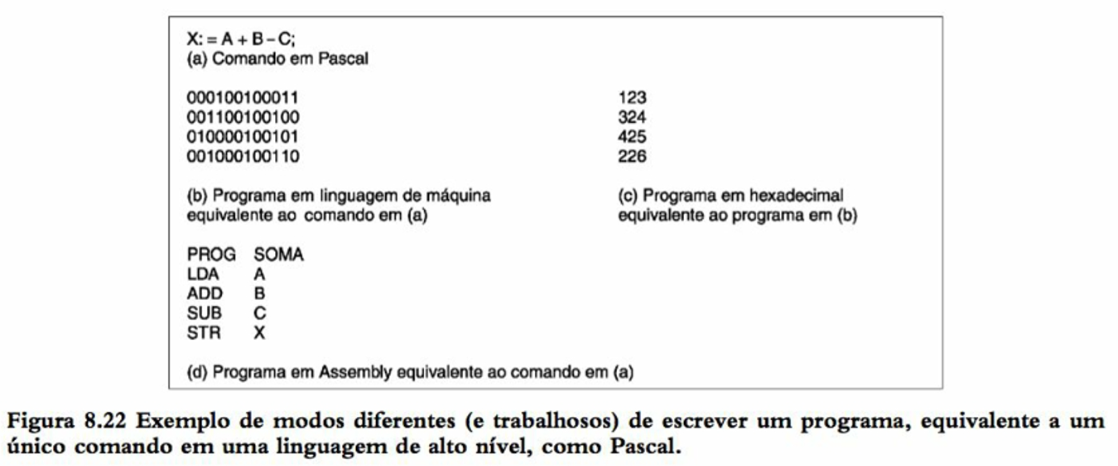 X: = A + B – C;
(a) Comando em Pascal
000100100011
001100100100
010000100101
001000100110
123
324
425
226
(b) Programa em linguagem de máquina
equivalente ao comando em (a)
(c) Programa em hexadecimal
equivalente ao programa em (b)
PROG SOMA
LDA A
ADD B
SUB C
STR X
(d) Programa em Assembly equivalente ao comando em (a)
Figura 8.22 Exemplo de modos diferentes (e trabalhosos) de escrever um programa, equivalente a um
único comando em uma linguagem de alto nível, como Pascal.